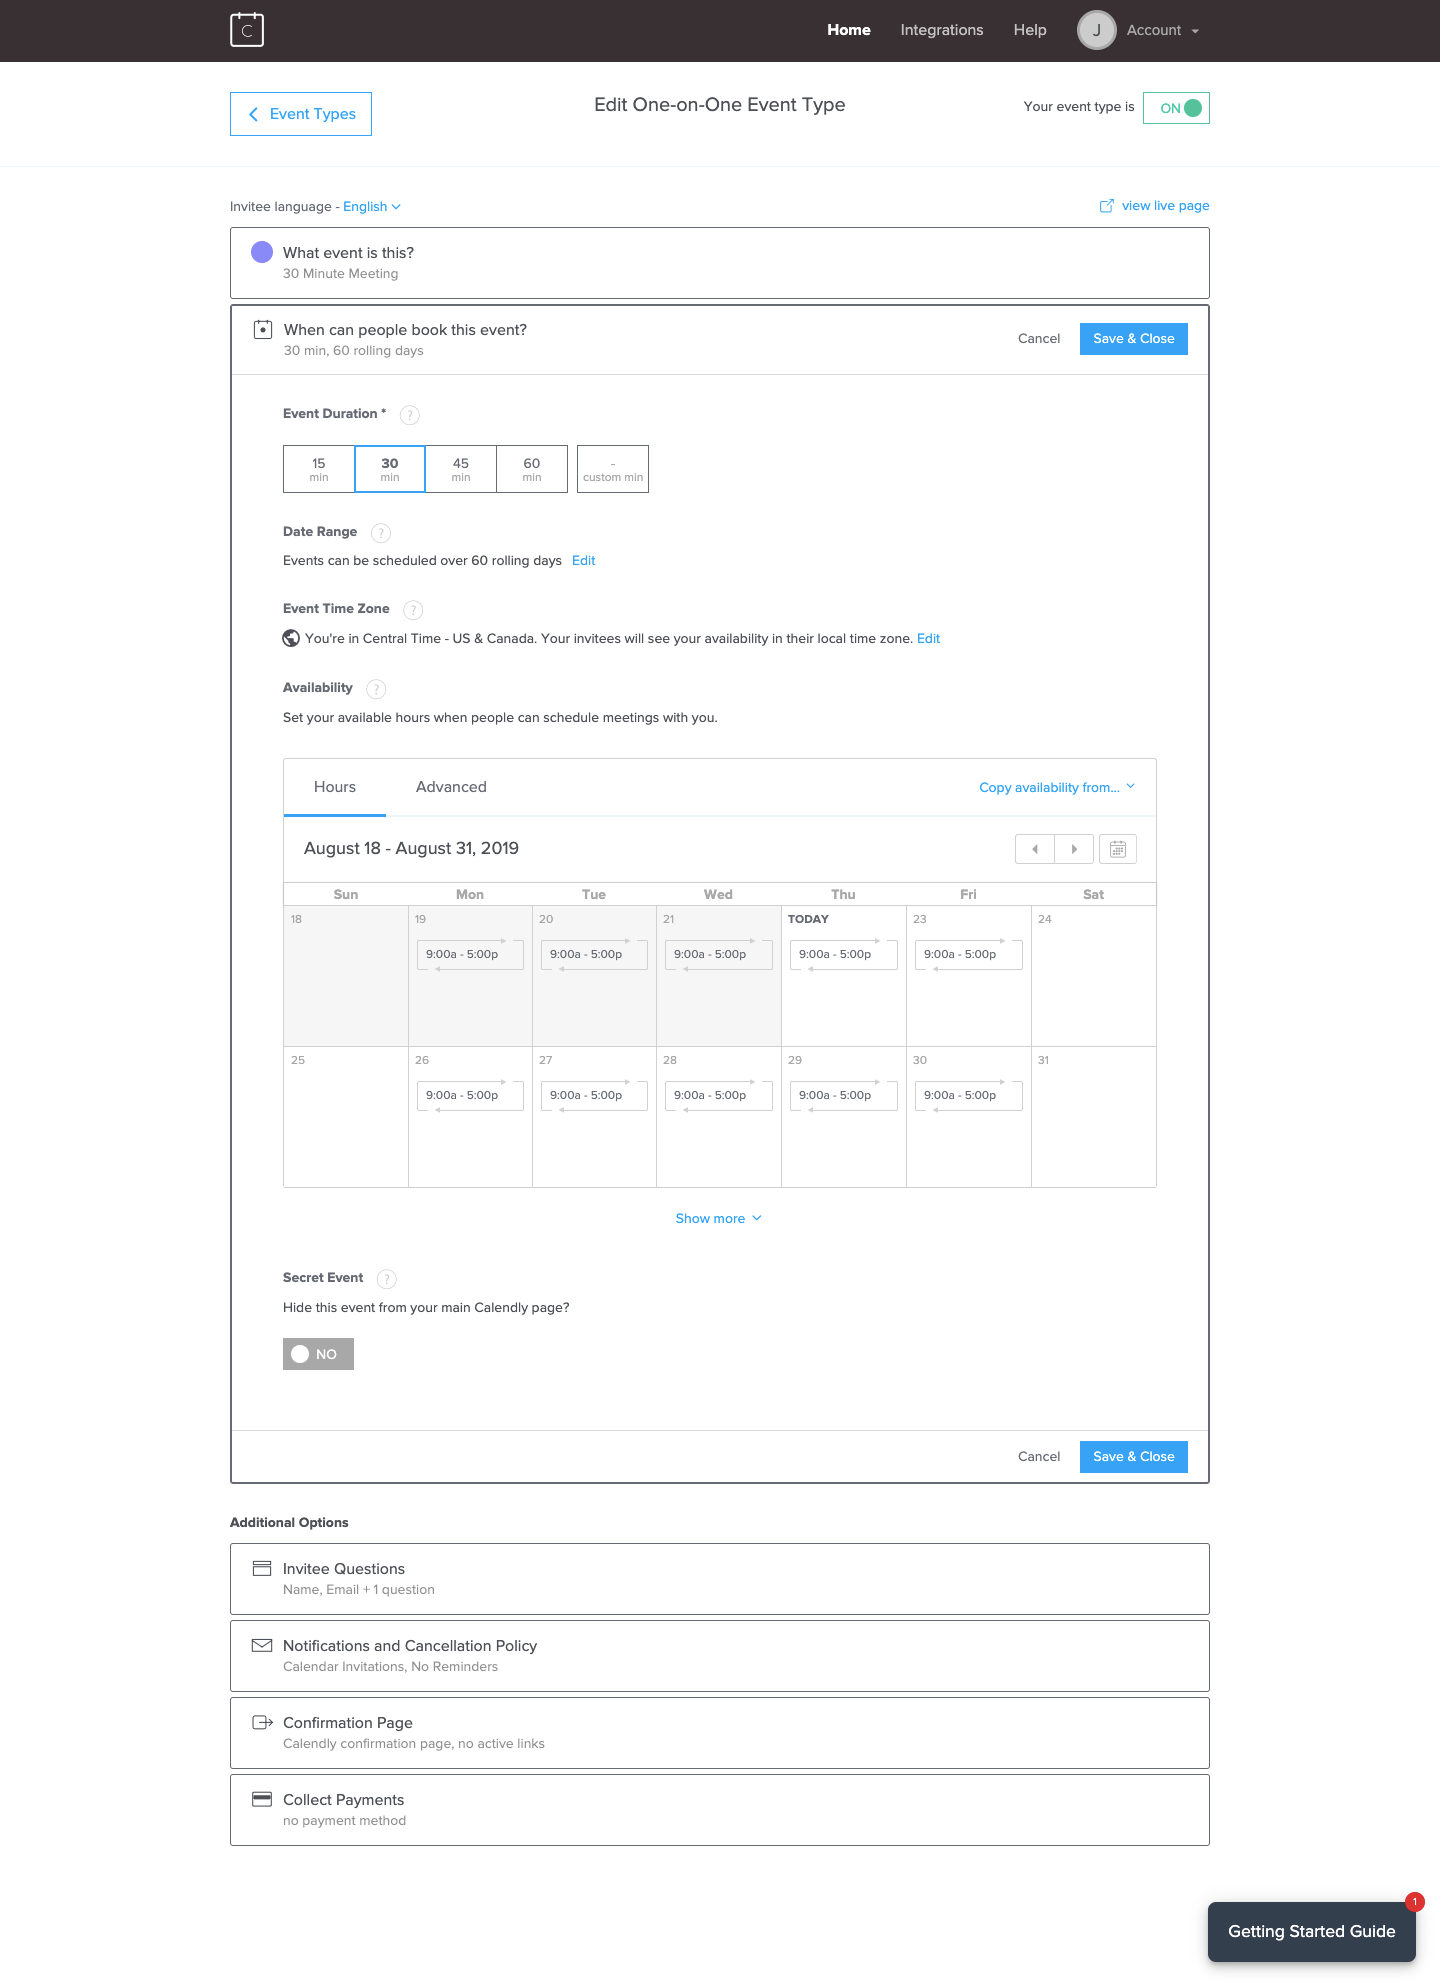 C
Home Integrations Help J Account
Event Types
Edit One-on-One Event Type
Your event type is ON
Invitee language - English
view live page
What event is this?
30 Minute Meeting
When can people book this event?
30 min, 60 rolling days
Cancel Save & Close
Event Duration * ?
15 30 45 60 -
min min min min custom min
Date Range ?
Events can be scheduled over 60 rolling days Edit
Event Time Zone ?
You're in Central Time - US & Canada. Your invitees will see your availability in their local time zone. Edit
Availability ?
Set your available hours when people can schedule meetings with you.
Hours Advanced Copy availability from...
August 18 - August 31, 2019
Sun Mon Tue Wed Thu Fri Sat
18 19 20 21 TODAY 23 24
9:00a - 5:00p 9:00a - 5:00p 9:00a - 5:00p 9:00a - 5:00p 9:00a - 5:00p
25 26 27 28 29 30 31
9:00a - 5:00p 9:00a - 5:00p 9:00a - 5:00p 9:00a - 5:00p 9:00a - 5:00p
Show more
Secret Event ?
Hide this event from your main Calendly page?
NO
Cancel Save & Close
Additional Options
Invitee Questions
Name, Email + 1 question
Notifications and Cancellation Policy
Calendar Invitations, No Reminders
Confirmation Page
Calendly confirmation page, no active links
Collect Payments
no payment method
1
Getting Started Guide